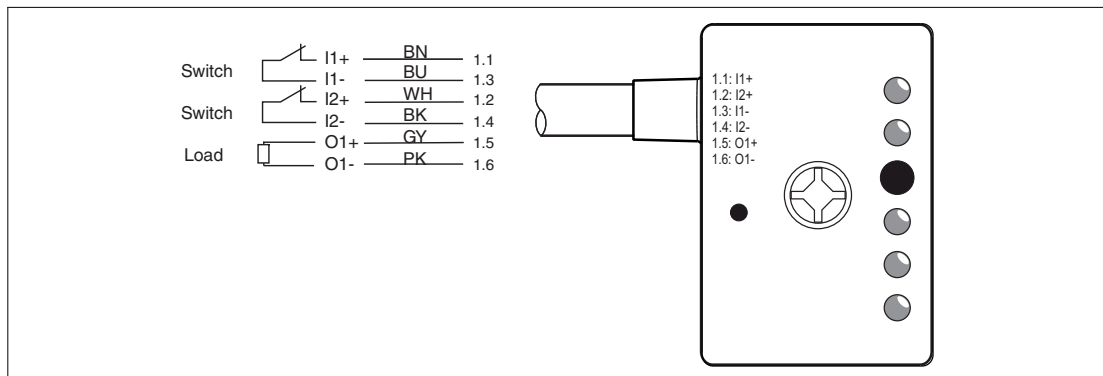 Switch
I1+ BN 1.1
I1- BU 1.3
Switch
I2+ WH 1.2
I2- BK 1.4
Load
O1+ GY 1.5
O1- PK 1.6
1.1: I1+
1.2: I2+
1.3: I1-
1.4: I2-
1.5: O1+
1.6: O1-